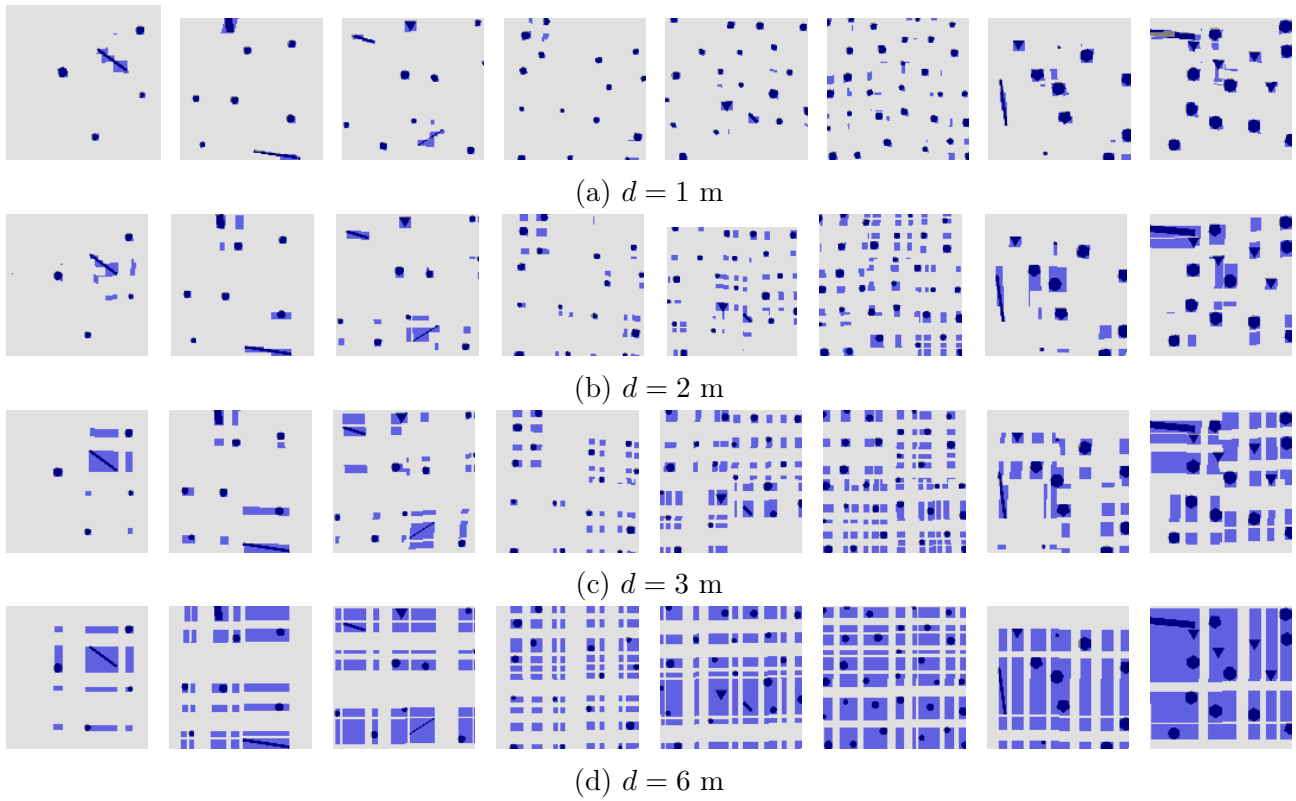 (a) d = 1 m
(b) d = 2 m
(c) d = 3 m
(d) d = 6 m